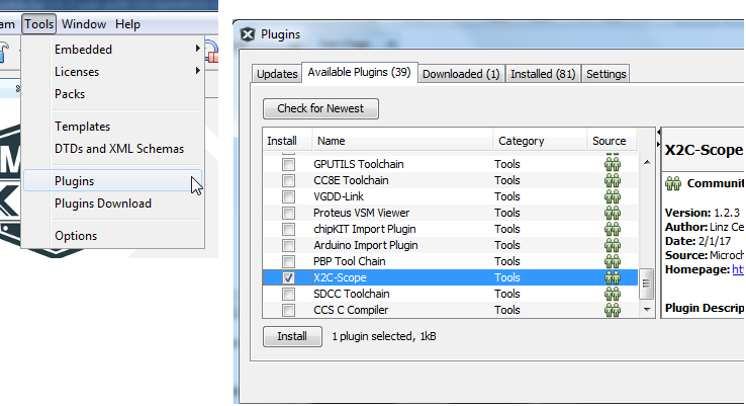 am Tools Window Help
Embedded
Licenses
Packs
Templates
DTDs and XML Schemas
Plugins
Plugins Download
Options
Plugins
Updates Available Plugins (39) Downloaded (1) Installed (81) Settings
Check for Newest
Install Name Category Source
GPUTILS Toolchain Tools
CC8E Toolchain Tools
VGDD-Link Tools
Proteus VSM Viewer Tools
chipKIT Import Plugin Tools
Arduino Import Plugin Tools
PBP Tool Chain Tools
X2C-Scope Tools
SDCC Toolchain Tools
CCS C Compiler Tools
Install 1 plugin selected, 1kB
X2C-Scope
Communit
Version: 1.2.3
Author: Linz Ce
Date: 2/1/17
Source: Microch
Homepage: ht
Plugin Descrip